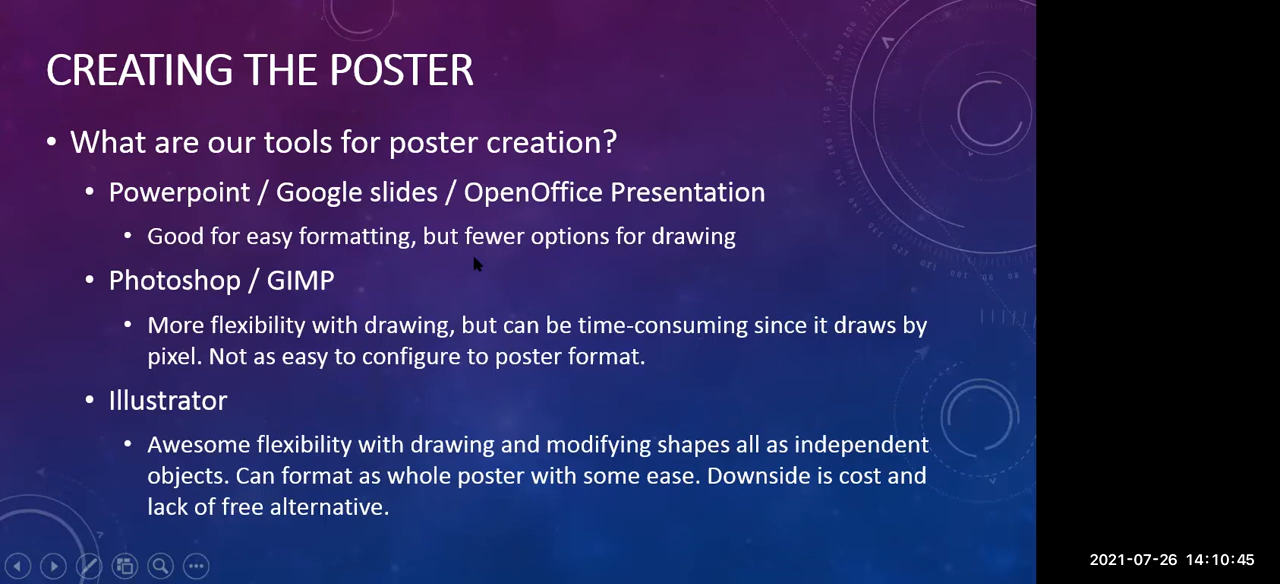 CREATING THE POSTER
• What are our tools for poster creation?
• Powerpoint / Google slides / OpenOffice Presentation
• Good for easy formatting, but fewer options for drawing
• Photoshop / GIMP
• More flexibility with drawing, but can be time-consuming since it draws by
pixel. Not as easy to configure to poster format.
• Illustrator
• Awesome flexibility with drawing and modifying shapes all as independent
objects. Can format as whole poster with some ease. Downside is cost and
lack of free alternative.
2021-07-26 14:10:45